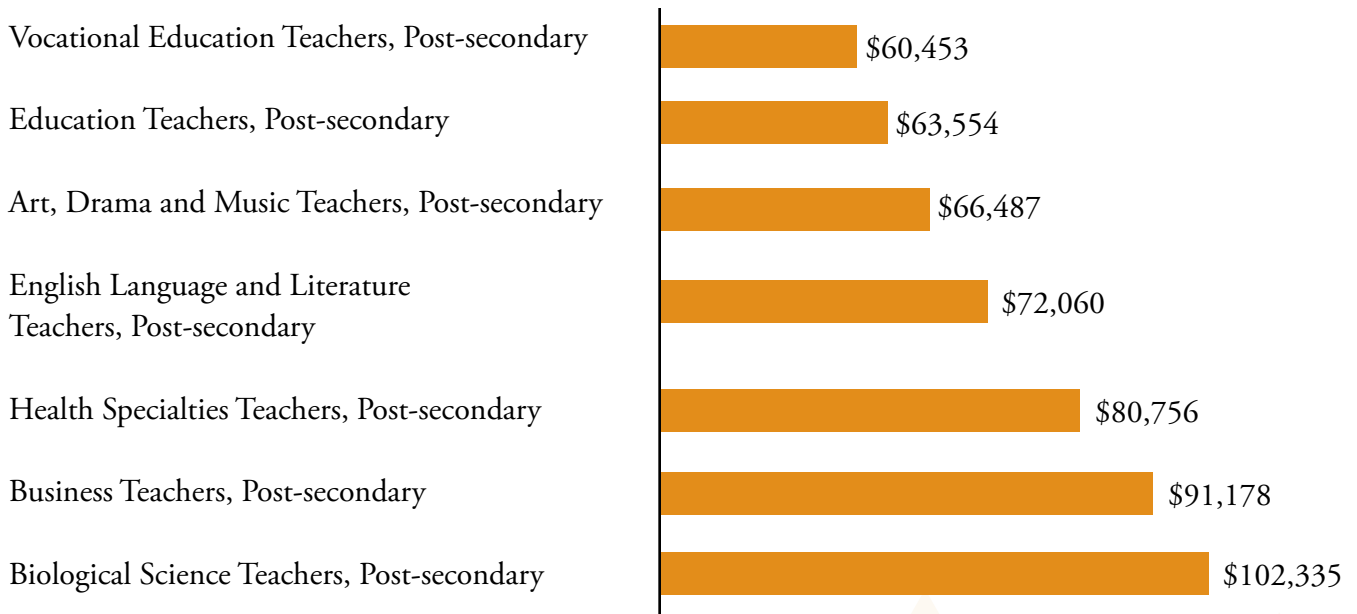 Vocational Education Teachers, Post-secondary
$60,453
Education Teachers, Post-secondary
$63,554
Art, Drama and Music Teachers, Post-secondary
$66,487
English Language and Literature
Teachers, Post-secondary
$72,060
Health Specialties Teachers, Post-secondary
$80,756
Business Teachers, Post-secondary
$91,178
Biological Science Teachers, Post-secondary
$102,335